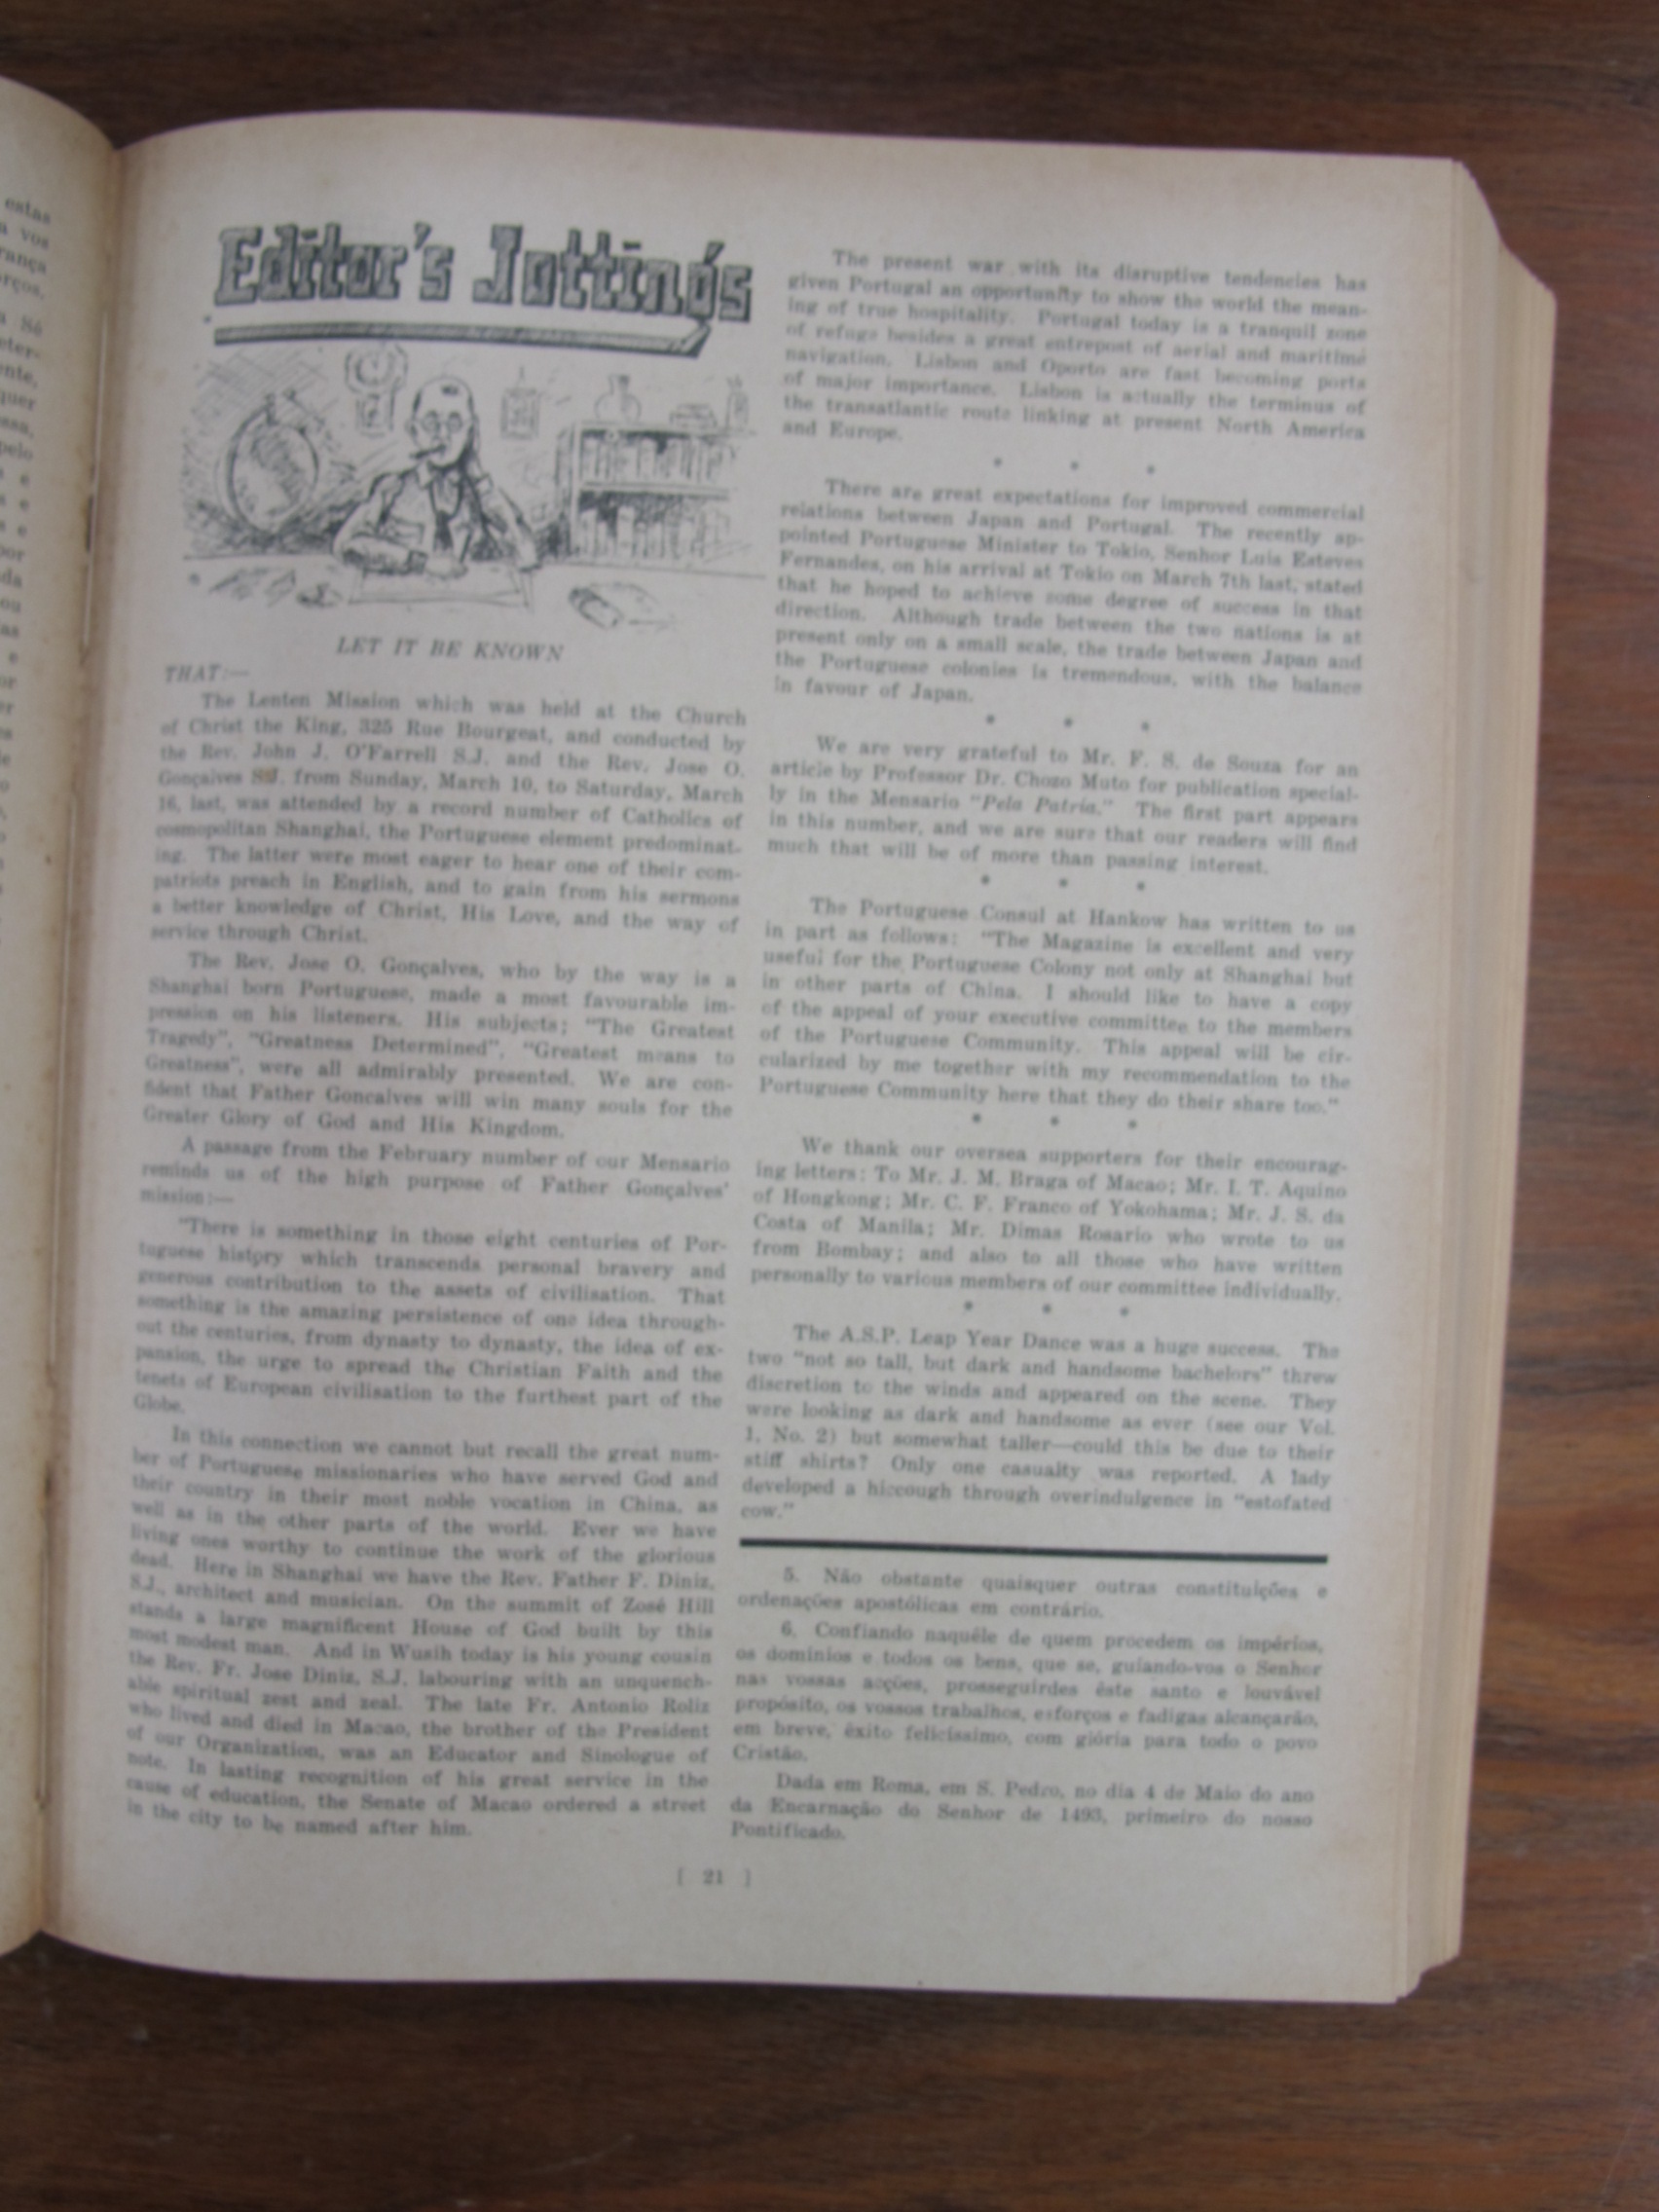 estas
a vos
rança
rços.
a Sé
eter-
ente,
quer
pelo
a e
s e
s e
por
da
ou
as
e
or
er
Editor's Jottings
LET IT BE KNOWN
THAT:—
The Lenten Mission which was held at the Church
of Christ the King, 325 Rue Bourgeat, and conducted by
the Rev. John J. O'Farrell S.J. and the Rev. Jose O.
Gonçalves S.J. from Sunday, March 10, to Saturday, March
16, last, was attended by a record number of Catholics of
cosmopolitan Shanghai, the Portuguese element predominat-
ing. The latter were most eager to hear one of their com-
patriots preach in English, and to gain from his sermons
a better knowledge of Christ, His Love, and the way of
service through Christ.
The Rev. Jose O. Gonçalves, who by the way is a
Shanghai born Portuguese, made a most favourable im-
pression on his listeners. His subjects; "The Greatest
Tragedy", "Greatness Determined", "Greatest means to
Greatness", were all admirably presented. We are con-
fident that Father Goncalves will win many souls for the
Greater Glory of God and His Kingdom.
A passage from the February number of our Mensario
reminds us of the high purpose of Father Gonçalves'
mission:—
"There is something in those eight centuries of Por-
tuguese history which transcends personal bravery and
generous contribution to the assets of civilisation. That
something is the amazing persistence of one idea through-
out the centuries, from dynasty to dynasty, the idea of ex-
pansion, the urge to spread the Christian Faith and the
tenets of European civilisation to the furthest part of the
Globe.
In this connection we cannot but recall the great num-
ber of Portuguese missionaries who have served God and
their country in their most noble vocation in China, as
well as in the other parts of the world. Ever we have
living ones worthy to continue the work of the glorious
dead. Here in Shanghai we have the Rev. Father F. Diniz,
S.J., architect and musician. On the summit of Zosé Hill
stands a large magnificent House of God built by this
most modest man. And in Wusih today is his young cousin
the Rev. Fr. Jose Diniz, S.J. labouring with an unquench-
able spiritual zest and zeal. The late Fr. Antonio Roliz
who lived and died in Macao, the brother of the President
of our Organization, was an Educator and Sinologue of
note. In lasting recognition of his great service in the
cause of education, the Senate of Macao ordered a street
in the city to be named after him.
The present war with its disruptive tendencies has
given Portugal an opportunity to show the world the mean-
ing of true hospitality. Portugal today is a tranquil zone
of refuge besides a great entrepost of aerial and maritime
navigation. Lisbon and Oporto are fast becoming ports
of major importance. Lisbon is actually the terminus of
the transatlantic route linking at present North America
and Europe.
* * *
There are great expectations for improved commercial
relations between Japan and Portugal. The recently ap-
pointed Portuguese Minister to Tokio, Senhor Luis Esteves
Fernandes, on his arrival at Tokio on March 7th last, stated
that he hoped to achieve some degree of success in that
direction. Although trade between the two nations is at
present only on a small scale, the trade between Japan and
the Portuguese colonies is tremendous, with the balance
in favour of Japan.
* * *
We are very grateful to Mr. F. S. de Souza for an
article by Professor Dr. Chozo Muto for publication special-
ly in the Mensario "Pela Patria." The first part appears
in this number, and we are sure that our readers will find
much that will be of more than passing interest.
* * *
The Portuguese Consul at Hankow has written to us
in part as follows: "The Magazine is excellent and very
useful for the Portuguese Colony not only at Shanghai but
in other parts of China. I should like to have a copy
of the appeal of your executive committee to the members
of the Portuguese Community. This appeal will be cir-
cularized by me together with my recommendation to the
Portuguese Community here that they do their share too."
* * *
We thank our oversea supporters for their encourag-
ing letters: To Mr. J. M. Braga of Macao; Mr. I. T. Aquino
of Hongkong; Mr. C. F. Franco of Yokohama; Mr. J. S. da
Costa of Manila; Mr. Dimas Rosario who wrote to us
from Bombay; and also to all those who have written
personally to various members of our committee individually.
* * *
The A.S.P. Leap Year Dance was a huge success. The
two "not so tall, but dark and handsome bachelors" threw
discretion to the winds and appeared on the scene. They
were looking as dark and handsome as ever (see our Vol.
1, No. 2) but somewhat taller—could this be due to their
stiff shirts? Only one casualty was reported. A lady
developed a hiccough through overindulgence in "estofated
cow."
5. Não obstante quaisquer outras constituições e
ordenações apostólicas em contrário.
6. Confiando naquêle de quem procedem os impérios,
os domínios e todos os bens, que se, guiando-vos o Senhor
nas vossas acções, prosseguirdes êste santo e louvável
propósito, os vossos trabalhos, esforços e fadigas alcançarão,
em breve, êxito felicíssimo, com glória para todo o povo
Cristão.
Dada em Roma, em S. Pedro, no dia 4 de Maio do ano
da Encarnação do Senhor de 1493, primeiro do nosso
Pontificado.
[ 21 ]